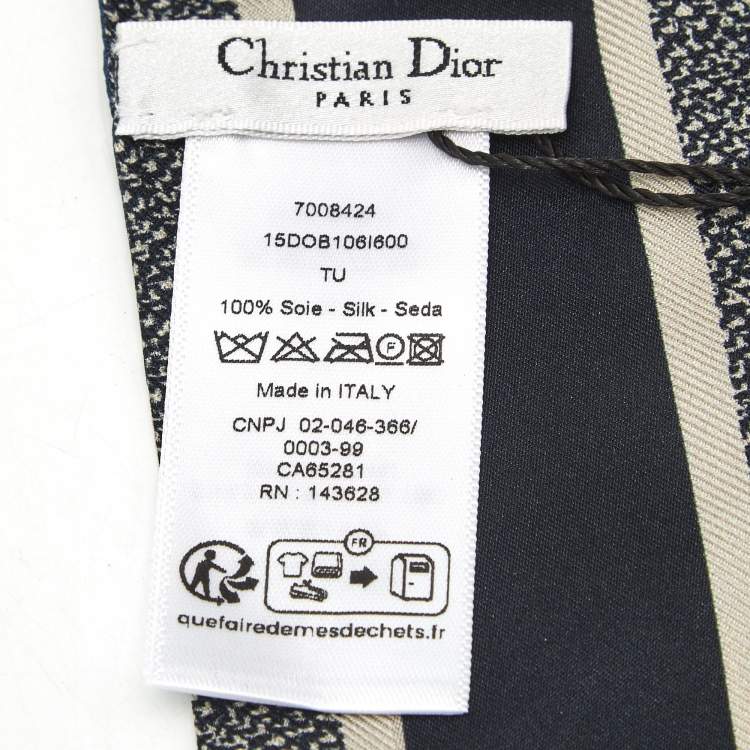 Christian Dior
PARIS
7008424
15DOB106I600
TU
100% Soie - Silk - Seda
F
Made in ITALY
CNPJ 02-046-366/
0003-99
CA65281
RN : 143628
FR
quefairedemesdechets.fr